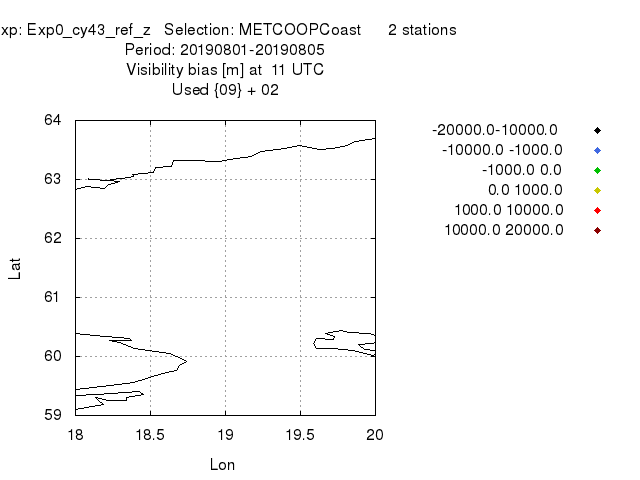 xp: Exp0_cy43_ref_z   Selection: METCOOPCoast      2 stations
Period: 20190801-20190805
Visibility bias [m] at  11 UTC
Used {09} + 02
64
63
62
61
60
59
Lat
18
18.5
19
19.5
20
Lon
-20000.0-10000.0
-10000.0 -1000.0
-1000.0 0.0
0.0 1000.0
1000.0 10000.0
10000.0 20000.0